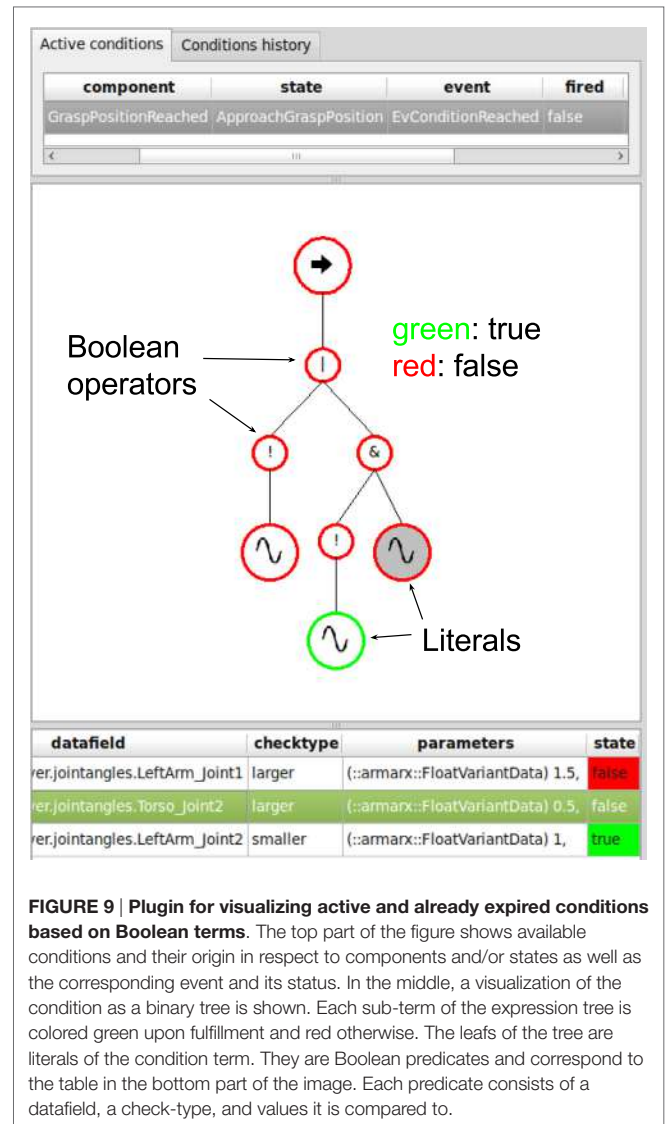 Active conditions Conditions history
component state event fired
GraspPositionReached ApproachGraspPosition EvConditionReached false
Boolean
operators
green: true
red: false
|
! &
!
Literals
datafield checktype parameters state
ver.jointangles.LeftArm_Joint1 larger (::armarx::FloatVariantData) 1.5, false
ver.jointangles.Torso_Joint2 larger (::armarx::FloatVariantData) 0.5, false
ver.jointangles.LeftArm_Joint2 smaller (::armarx::FloatVariantData) 1, true
FIGURE 9 | Plugin for visualizing active and already expired conditions
based on Boolean terms. The top part of the figure shows available
conditions and their origin in respect to components and/or states as well as
the corresponding event and its status. In the middle, a visualization of the
condition as a binary tree is shown. Each sub-term of the expression tree is
colored green upon fulfillment and red otherwise. The leafs of the tree are
literals of the condition term. They are Boolean predicates and correspond to
the table in the bottom part of the image. Each predicate consists of a
datafield, a check-type, and values it is compared to.